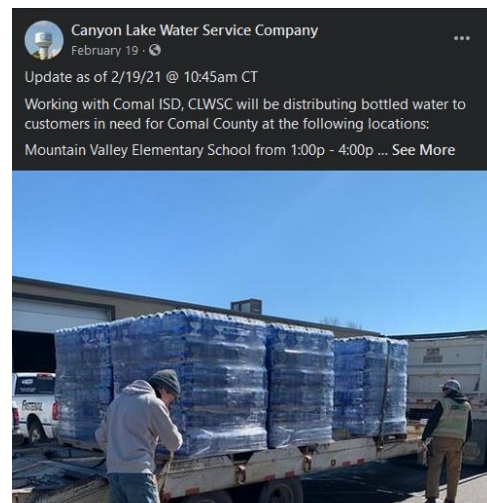 Canyon Lake Water Service Company
February 19 ·
Update as of 2/19/21 @ 10:45am CT
Working with Comal ISD, CLWSC will be distributing bottled water to
customers in need for Comal County at the following locations:
Mountain Valley Elementary School from 1:00p - 4:00p ... See More
FASTENAL